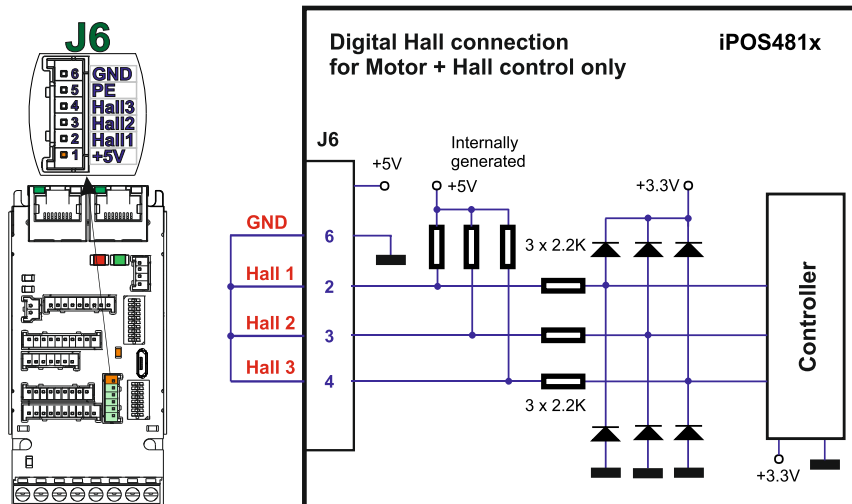 J6
6 GND
5 PE
4 Hall3
3 Hall2
2 Hall1
1 +5V
Digital Hall connection
for Motor + Hall control only
iPOS481x
J6
+5V
Internally
generated
+5V
+3.3V
GND
6
3 x 2.2K
Hall 1
2
Hall 2
3
Hall 3
4
3 x 2.2K
Controller
+3.3V